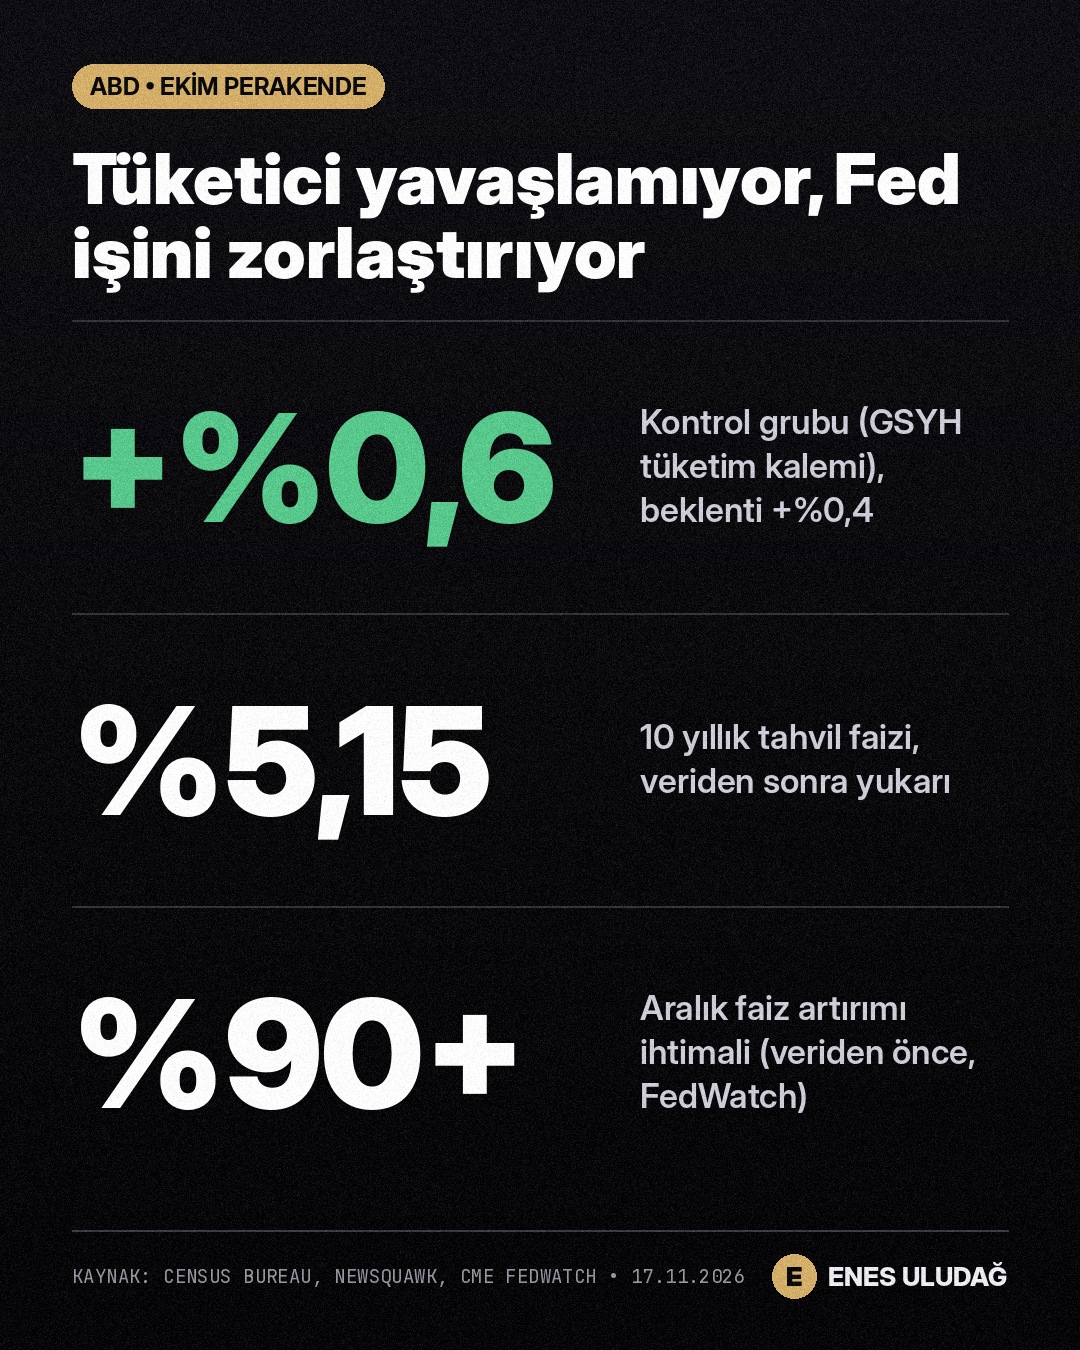 ABD • EKİM PERAKENDE
Tüketici yavaşlamıyor, Fed
işini zorlaştırıyor
+%0,6
Kontrol grubu (GSYH
tüketim kalemi),
beklenti +%0,4
%5,15
10 yıllık tahvil faizi,
veriden sonra yukarı
%90+
Aralık faiz artırımı
ihtimali (veriden önce,
FedWatch)
KAYNAK: CENSUS BUREAU, NEWSQUAWK, CME FEDWATCH • 17.11.2026
E ENES ULUDAĞ